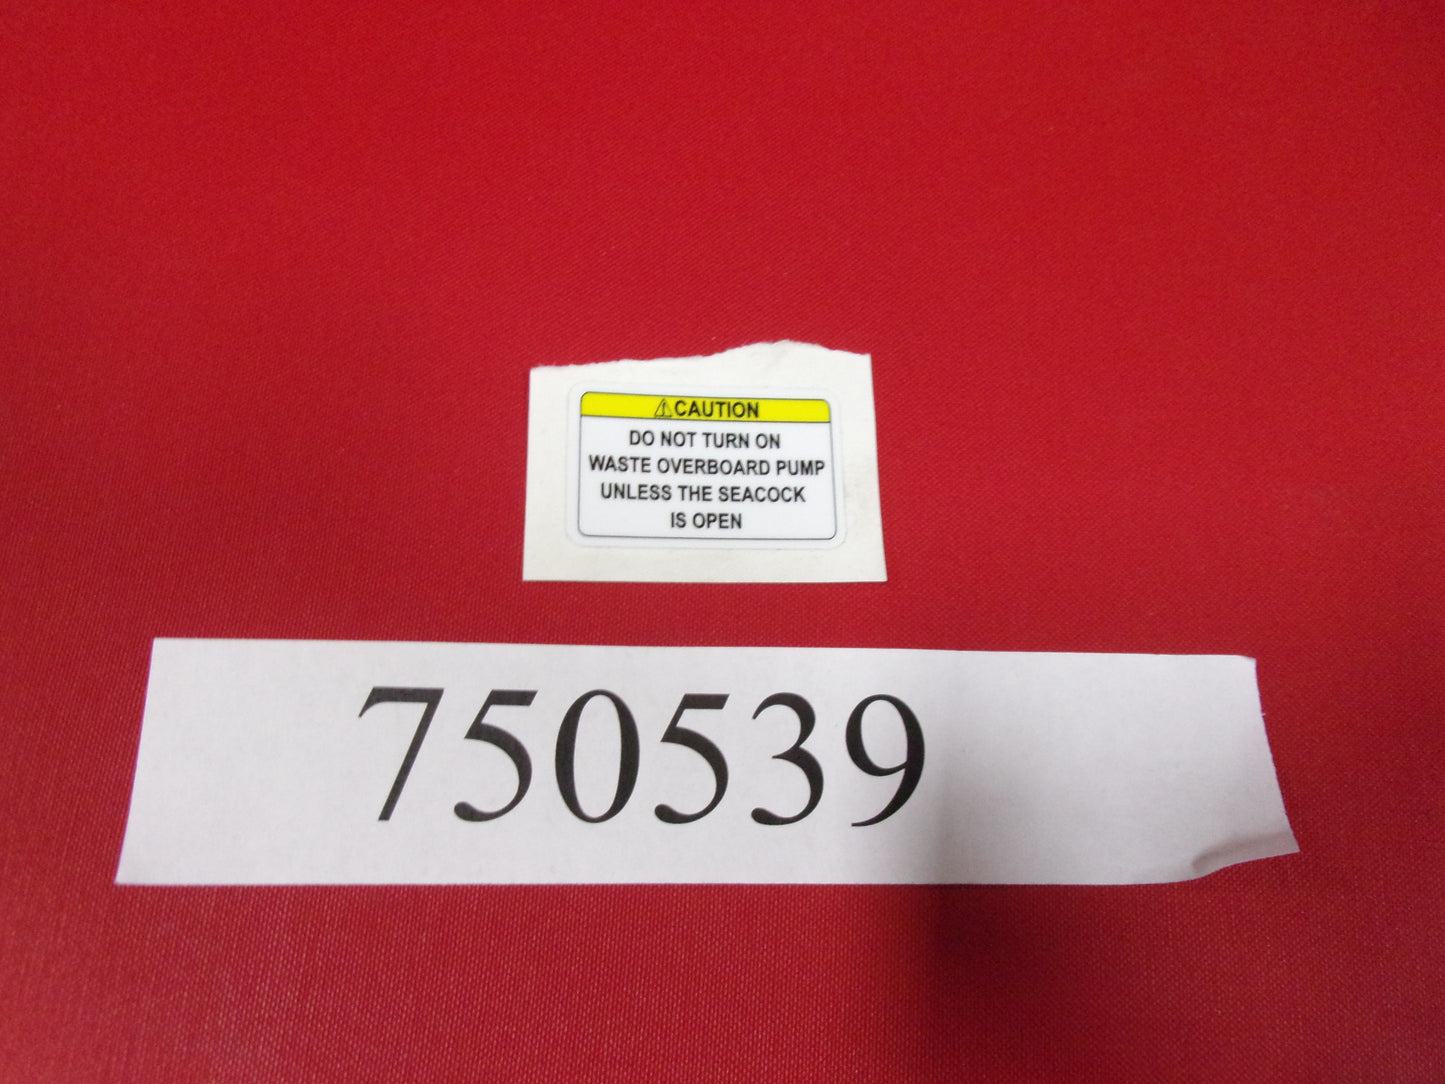 ⚠CAUTION
DO NOT TURN ON
WASTE OVERBOARD PUMP
UNLESS THE SEACOCK
IS OPEN
750539